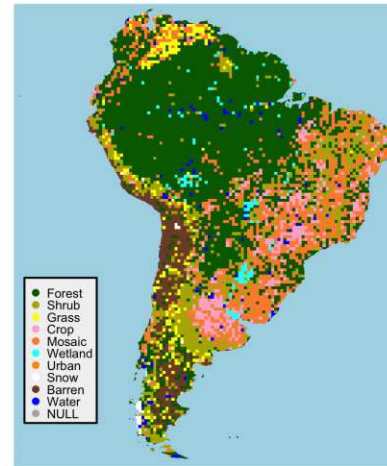 Forest
Shrub
Grass
Crop
Mosaic
Wetland
Urban
Snow
Barren
Water
NULL